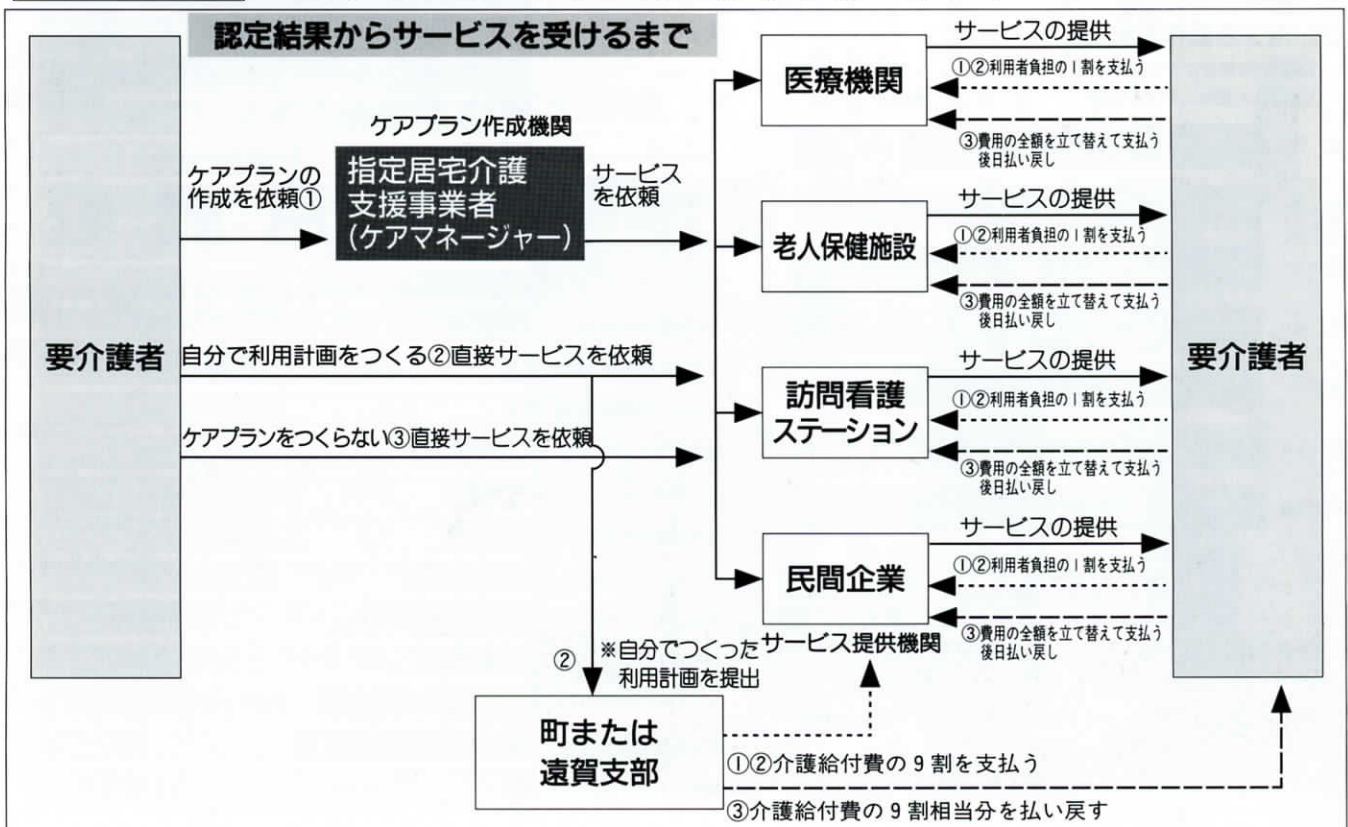 認定結果からサービスを受けるまで
要介護者
ケアプランの
作成を依頼①
ケアプラン作成機関
指定居宅介護
支援事業者
(ケアマネージャー)
サービス
を依頼
自分で利用計画をつくる②直接サービスを依頼
ケアプランをつくらない③直接サービスを依頼
②
※自分でつくった
利用計画を提出
町または
遠賀支部
医療機関
サービスの提供
①②利用者負担の1割を支払う
③費用の全額を立て替えて支払う
後日払い戻し
老人保健施設
サービスの提供
①②利用者負担の1割を支払う
③費用の全額を立て替えて支払う
後日払い戻し
訪問看護
ステーション
サービスの提供
①②利用者負担の1割を支払う
③費用の全額を立て替えて支払う
後日払い戻し
民間企業
サービスの提供
①②利用者負担の1割を支払う
③費用の全額を立て替えて支払う
後日払い戻し
サービス提供機関
要介護者
①②介護給付費の9割を支払う
③介護給付費の9割相当分を払い戻す